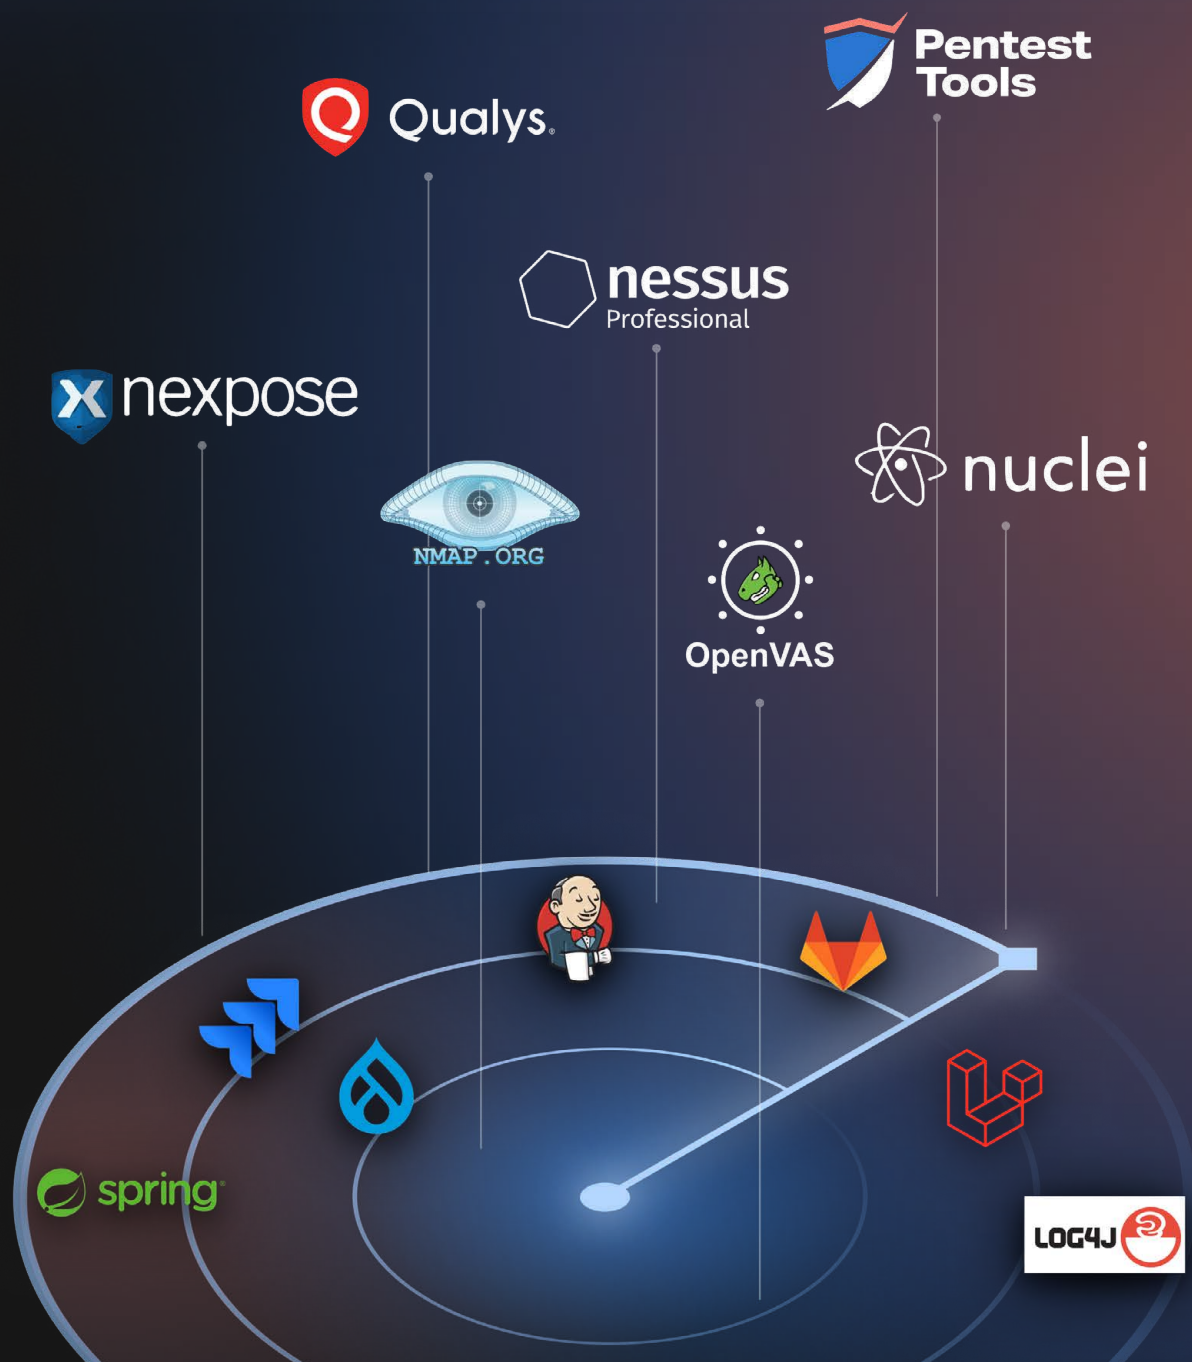 Pentest
Tools
Qualys®
nessus
Professional
nexpose
nuclei
NMAP.ORG
OpenVAS
spring®
LOG4J